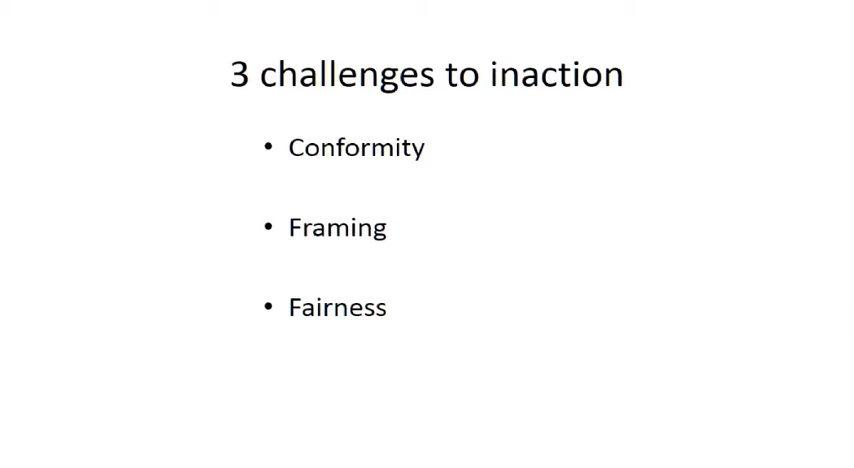 3 challenges to inaction
• Conformity
• Framing
• Fairness